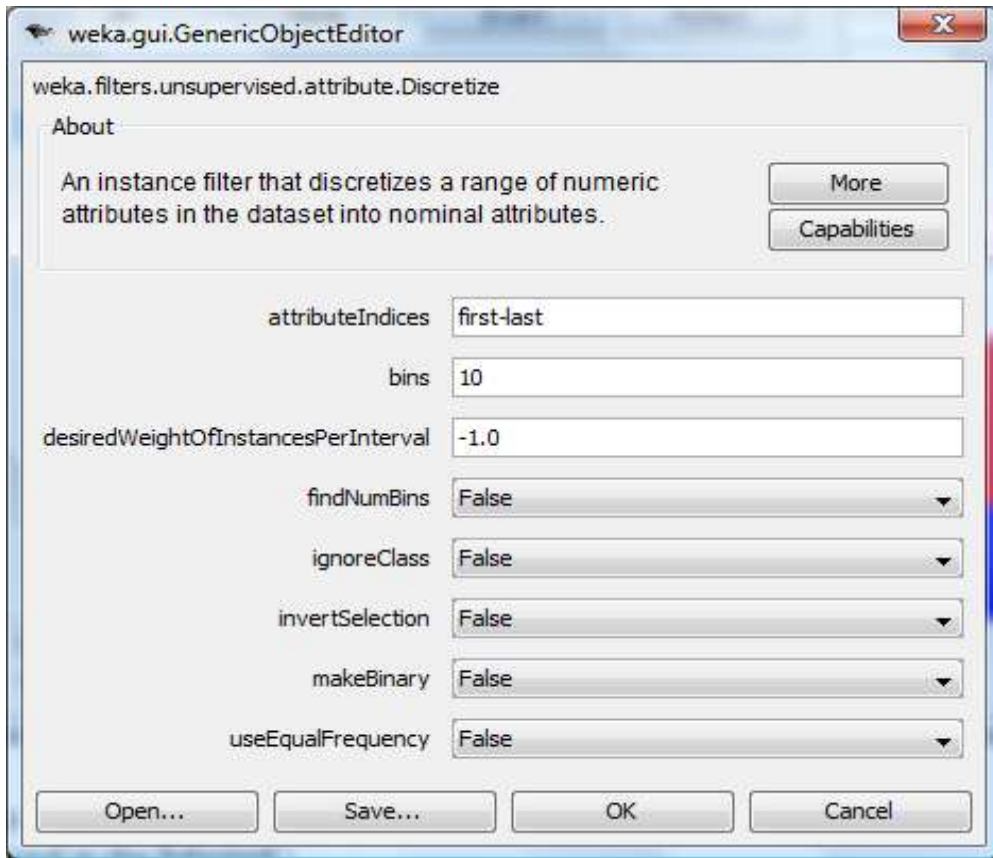 weka.gui.GenericObjectEditor
weka.filters.unsupervised.attribute.Discretize
About
An instance filter that discretizes a range of numeric
attributes in the dataset into nominal attributes.
More
Capabilities
attributeIndices first-last
bins 10
desiredWeightOfInstancesPerInterval -1.0
findNumBins False
ignoreClass False
invertSelection False
makeBinary False
useEqualFrequency False
Open... Save... OK Cancel